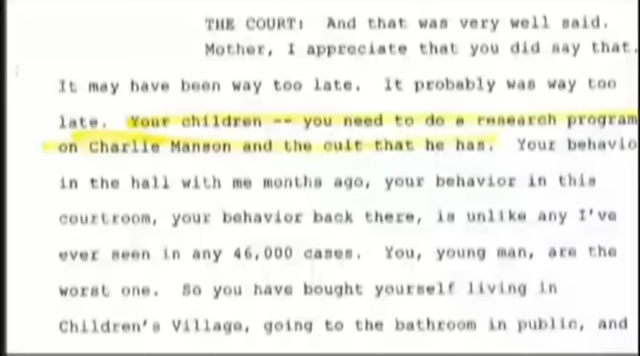 THE COURT: And that was very well said.
Mother, I appreciate that you did say that.
It may have been way too late. It probably was way too
late. Your children -- you need to do a research program
on Charlie Manson and the cult that he has. Your behavio
in the hall with me months ago, your behavior in this
courtroom, your behavior back there, is unlike any I've
ever seen in any 46,000 cases. You, young man, are the
worst one. So you have bought yourself living in
Children's Village, going to the bathroom in public, and